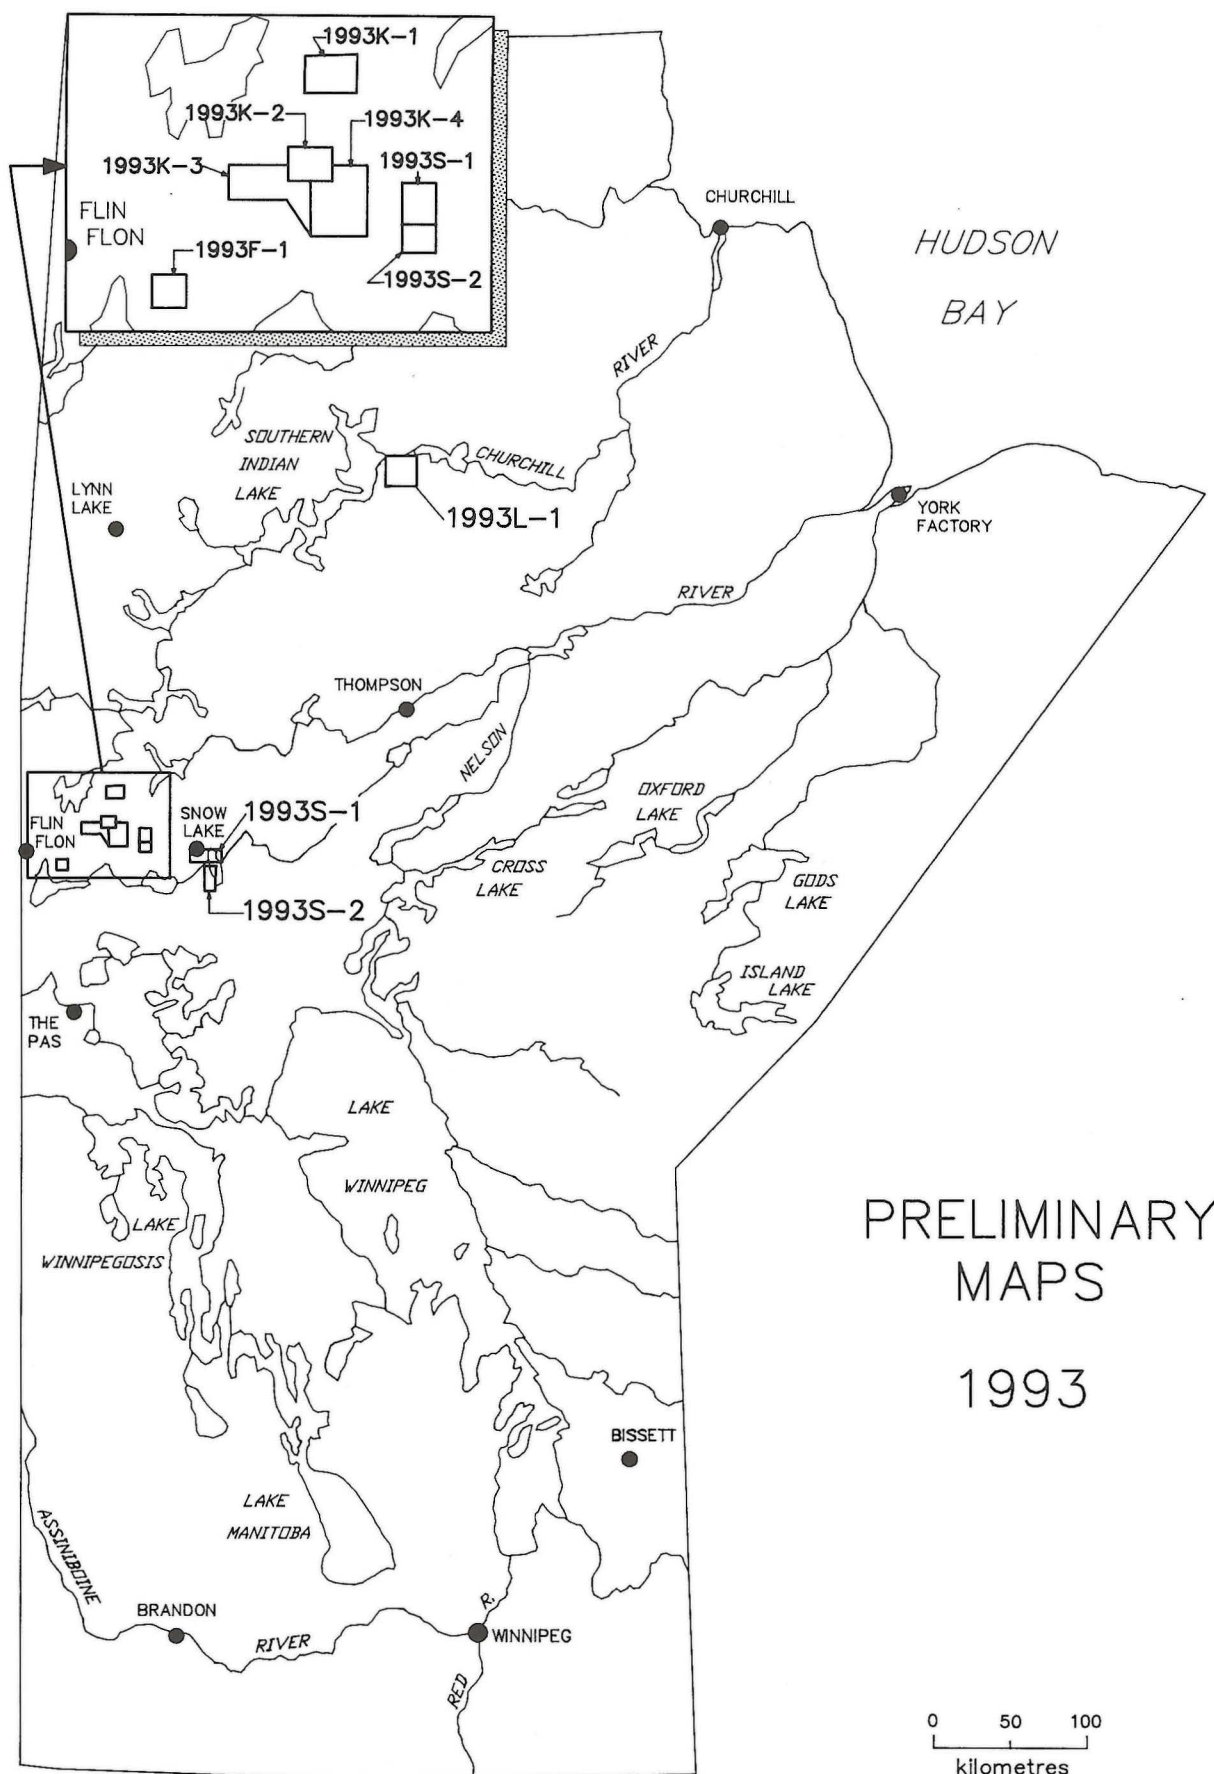 1993K-1
1993K-2
1993K-4
1993K-3
1993S-1
FLIN
FLON
1993F-1
1993S-2
CHURCHILL
HUDSON
BAY
RIVER
SOUTHERN
INDIAN
LAKE
CHURCHILL
LYNN
LAKE
1993L-1
YORK
FACTORY
RIVER
THOMPSON
NELSON
OXFORD
LAKE
FLIN
FLON
SNOW
LAKE
1993S-1
CROSS
LAKE
GODS
LAKE
1993S-2
ISLAND
LAKE
THE
PAS
LAKE
WINNIPEG
LAKE
WINNIPEGOSIS
PRELIMINARY
MAPS
1993
BISSETT
LAKE
MANITOBA
ASSINIBOINE
BRANDON
RIVER
R.
WINNIPEG
RED
0 50 100
kilometres